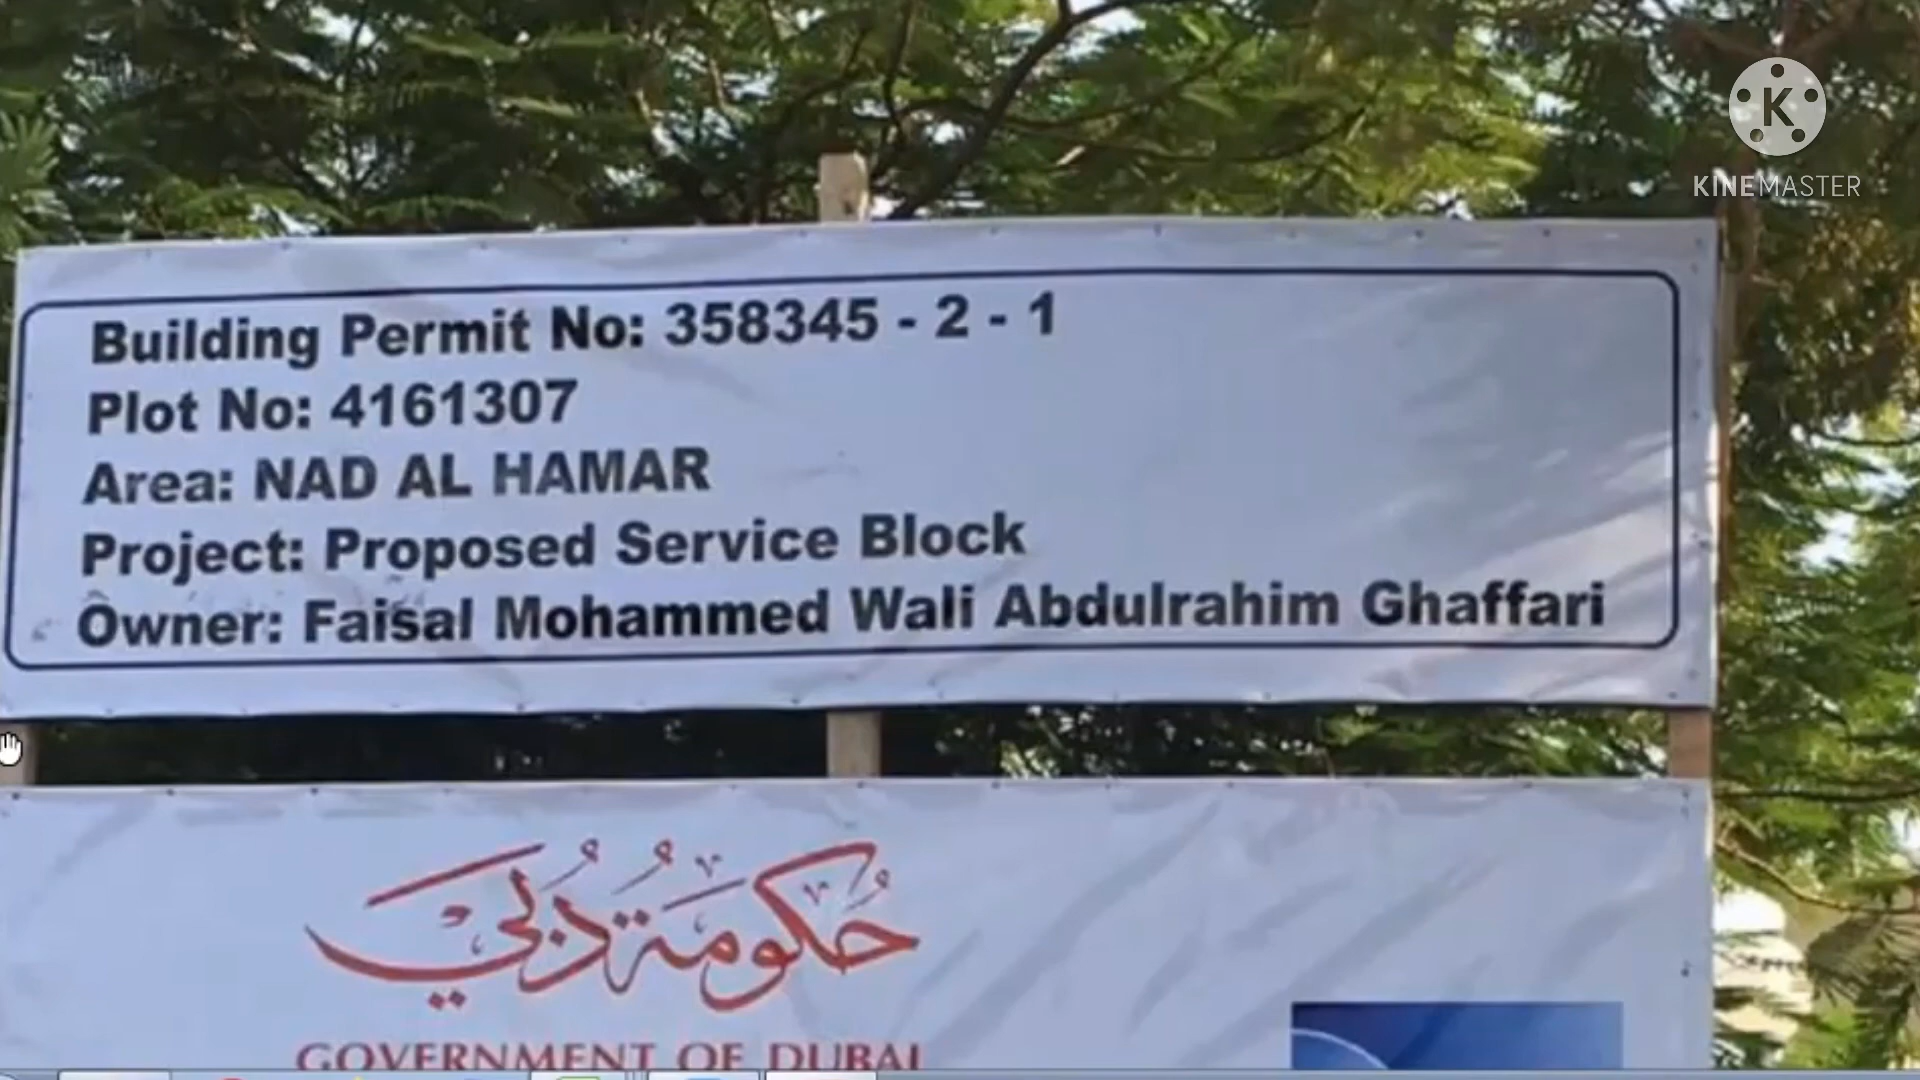 K
KINEMASTER
Building Permit No: 358345 - 2 - 1
Plot No: 4161307
Area: NAD AL HAMAR
Project: Proposed Service Block
Owner: Faisal Mohammed Wali Abdulrahim Ghaffari
حكومة دبي
GOVERNMENT OF DUBAI